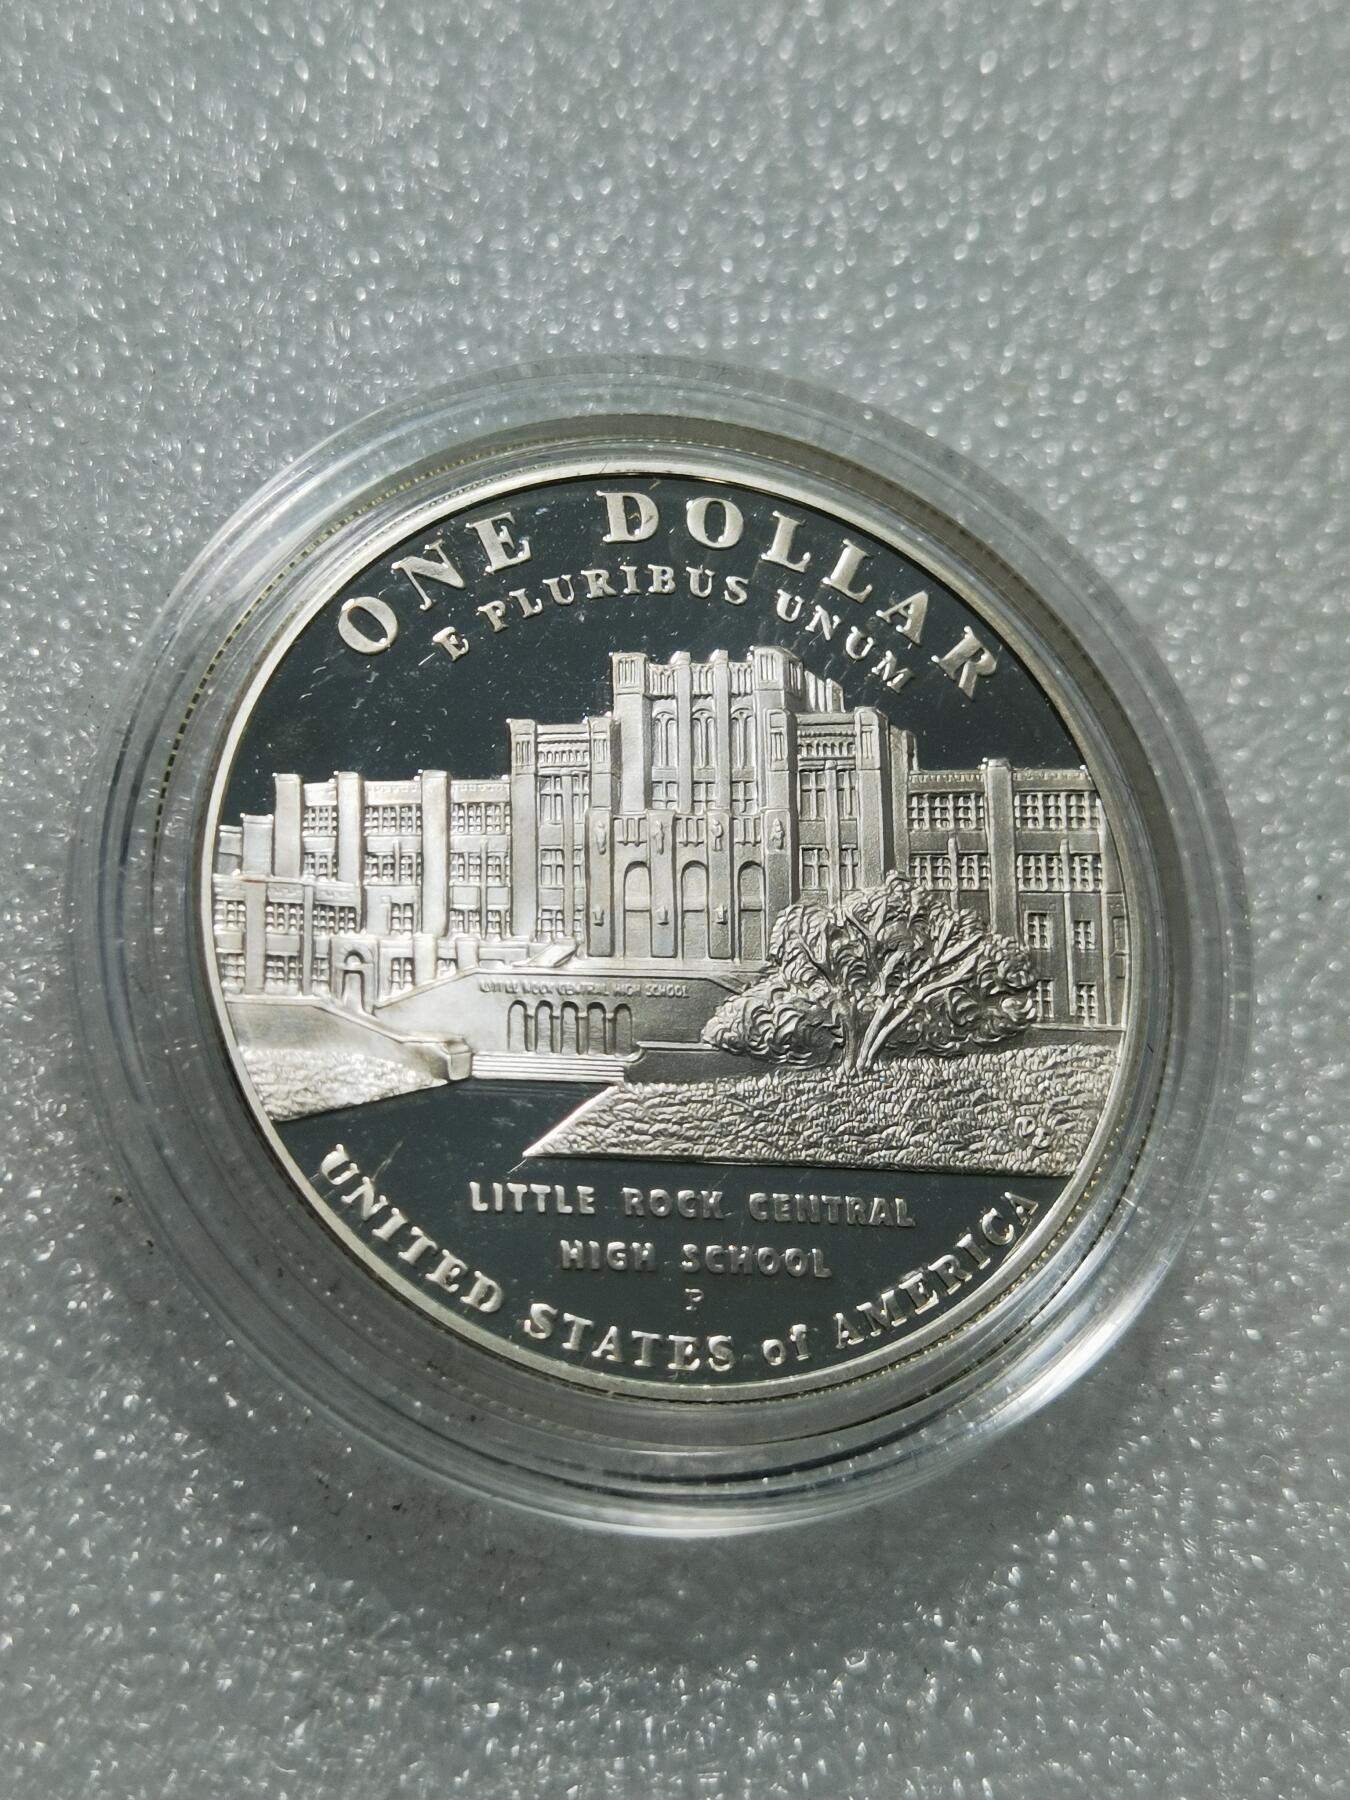 ONE DOLLAR
E PLURIBUS UNUM
LITTLE ROCK CENTRAL HIGH SCHOOL
LITTLE ROCK CENTRAL
HIGH SCHOOL
P
UNITED STATES of AMERICA